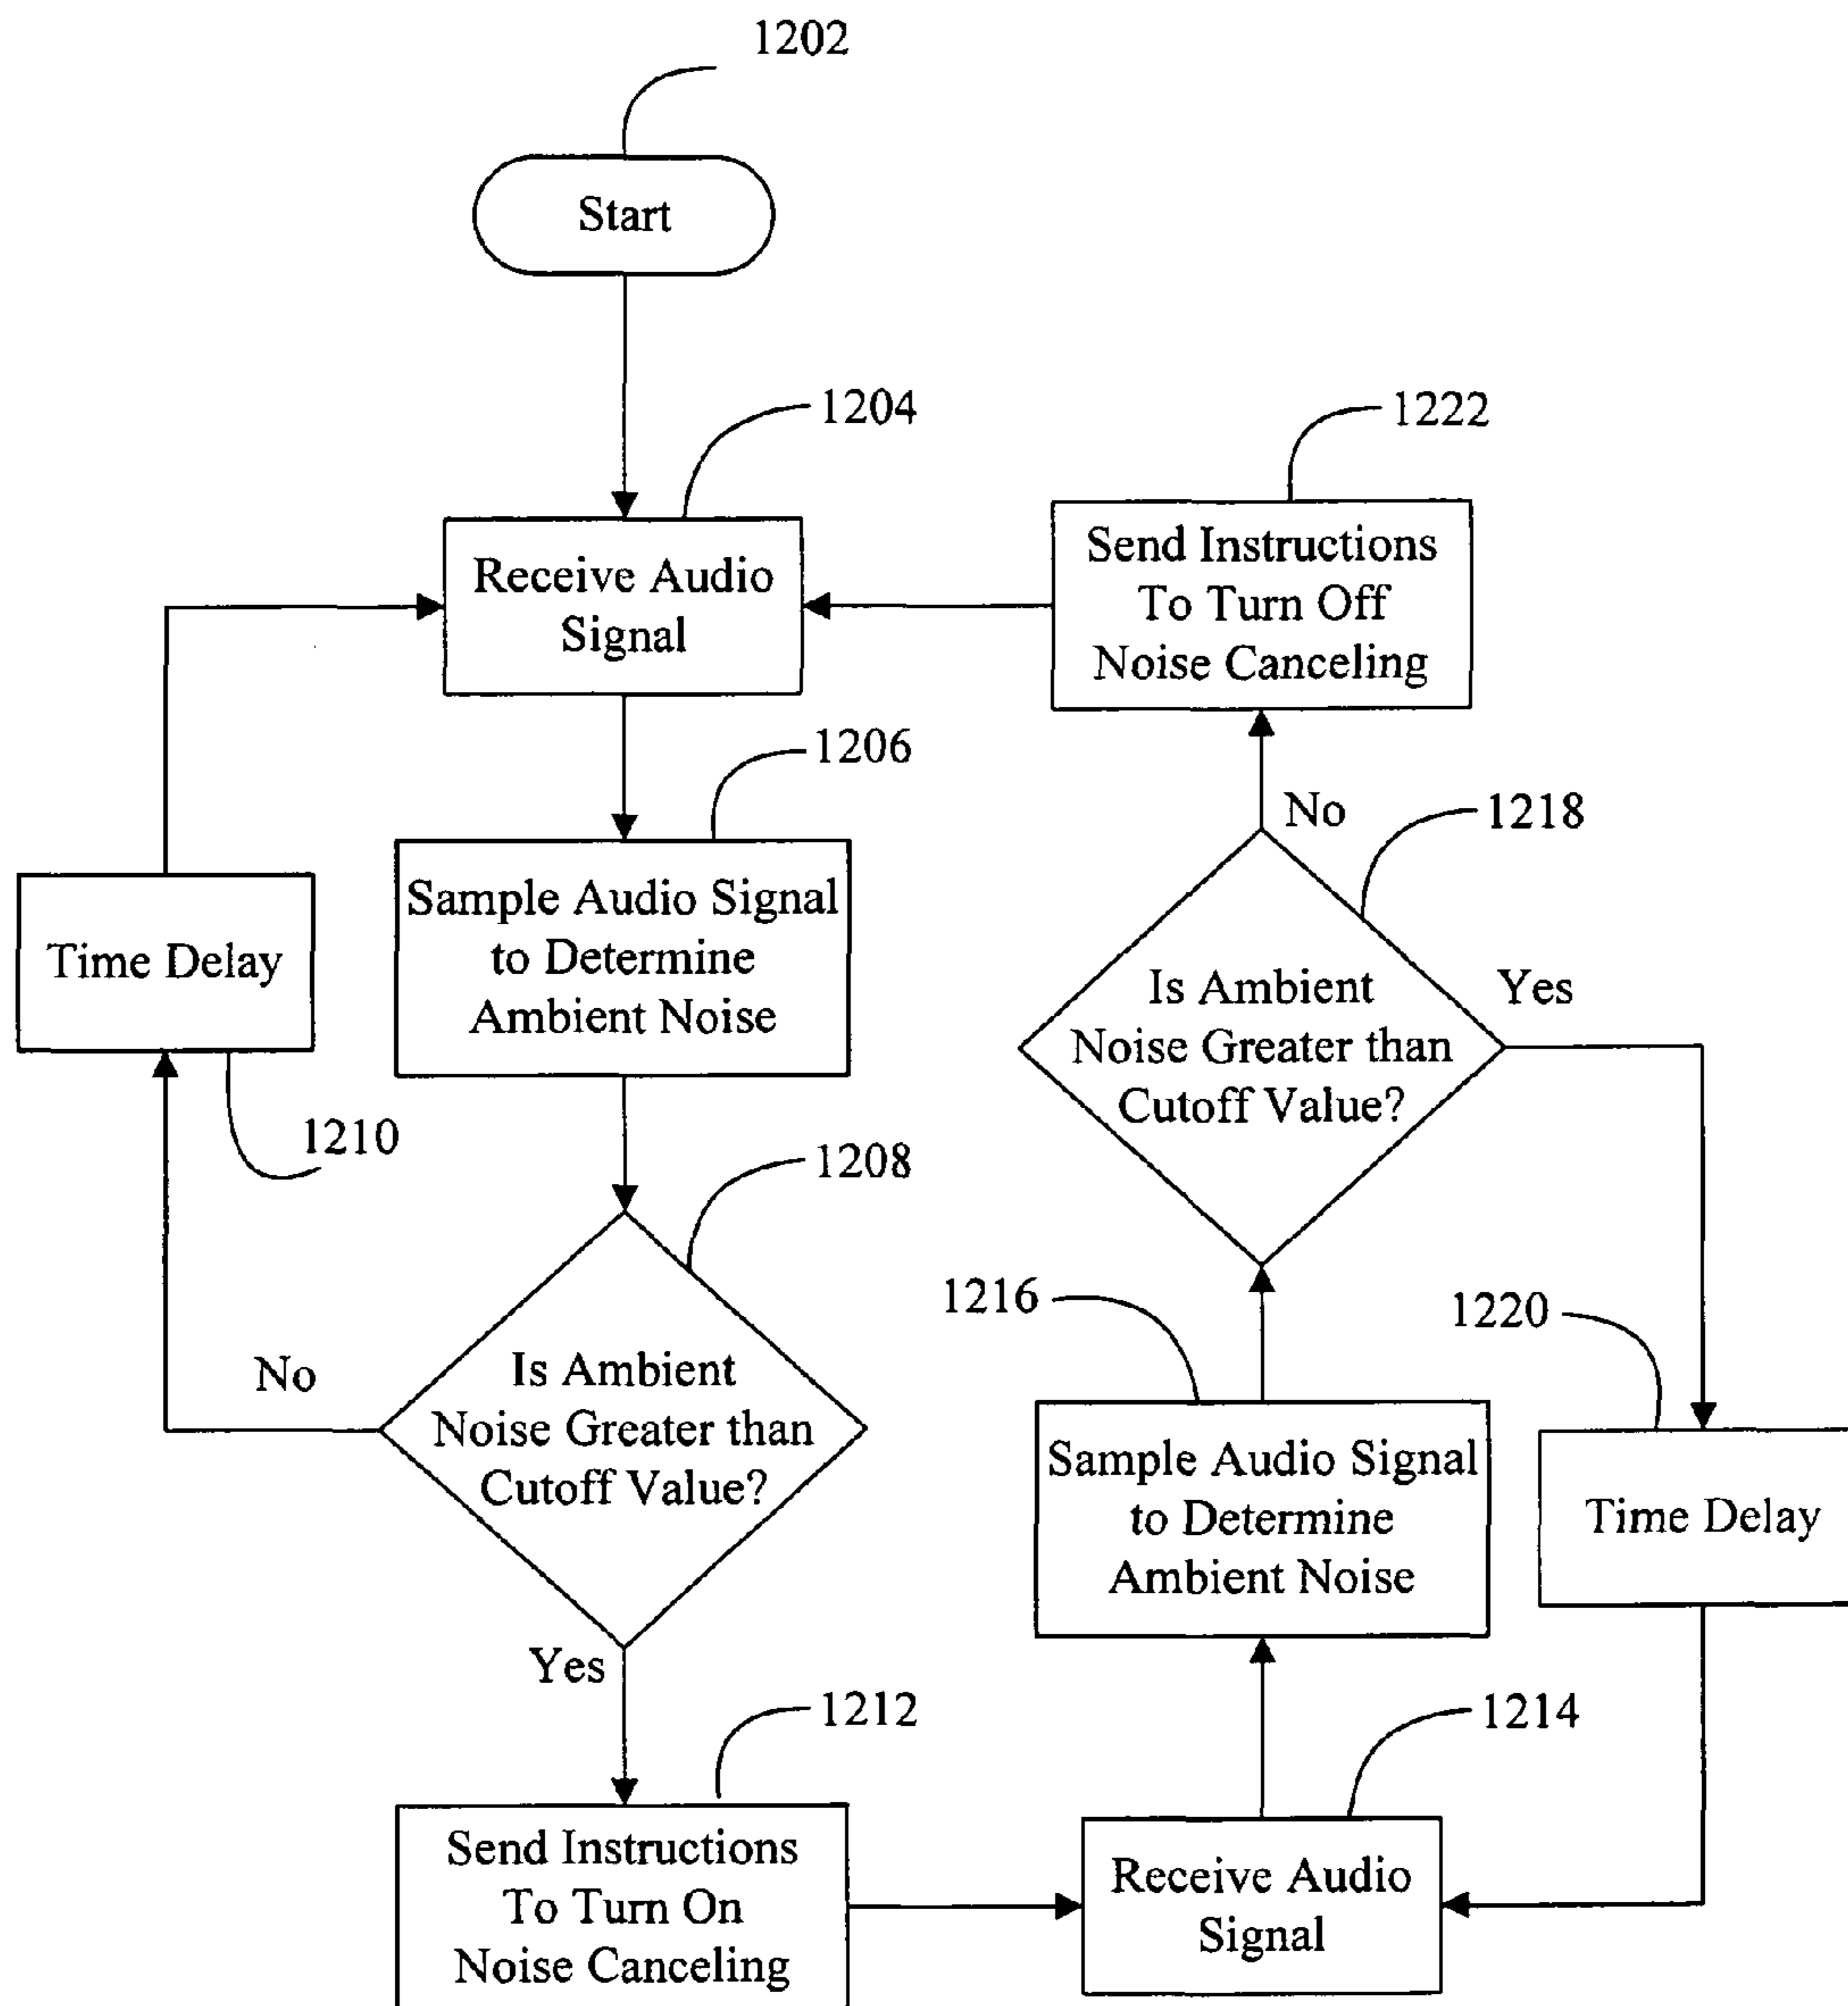 1202
Start
1204
Receive Audio
Signal
1222
Send Instructions
To Turn Off
Noise Canceling
1206
Sample Audio Signal
to Determine
Ambient Noise
Time Delay
1210
1208
Is Ambient
Noise Greater than
Cutoff Value?
No
Yes
1212
Send Instructions
To Turn On
Noise Canceling
1214
Receive Audio
Signal
1216
Sample Audio Signal
to Determine
Ambient Noise
1218
Is Ambient
Noise Greater than
Cutoff Value?
No
Yes
1220
Time Delay